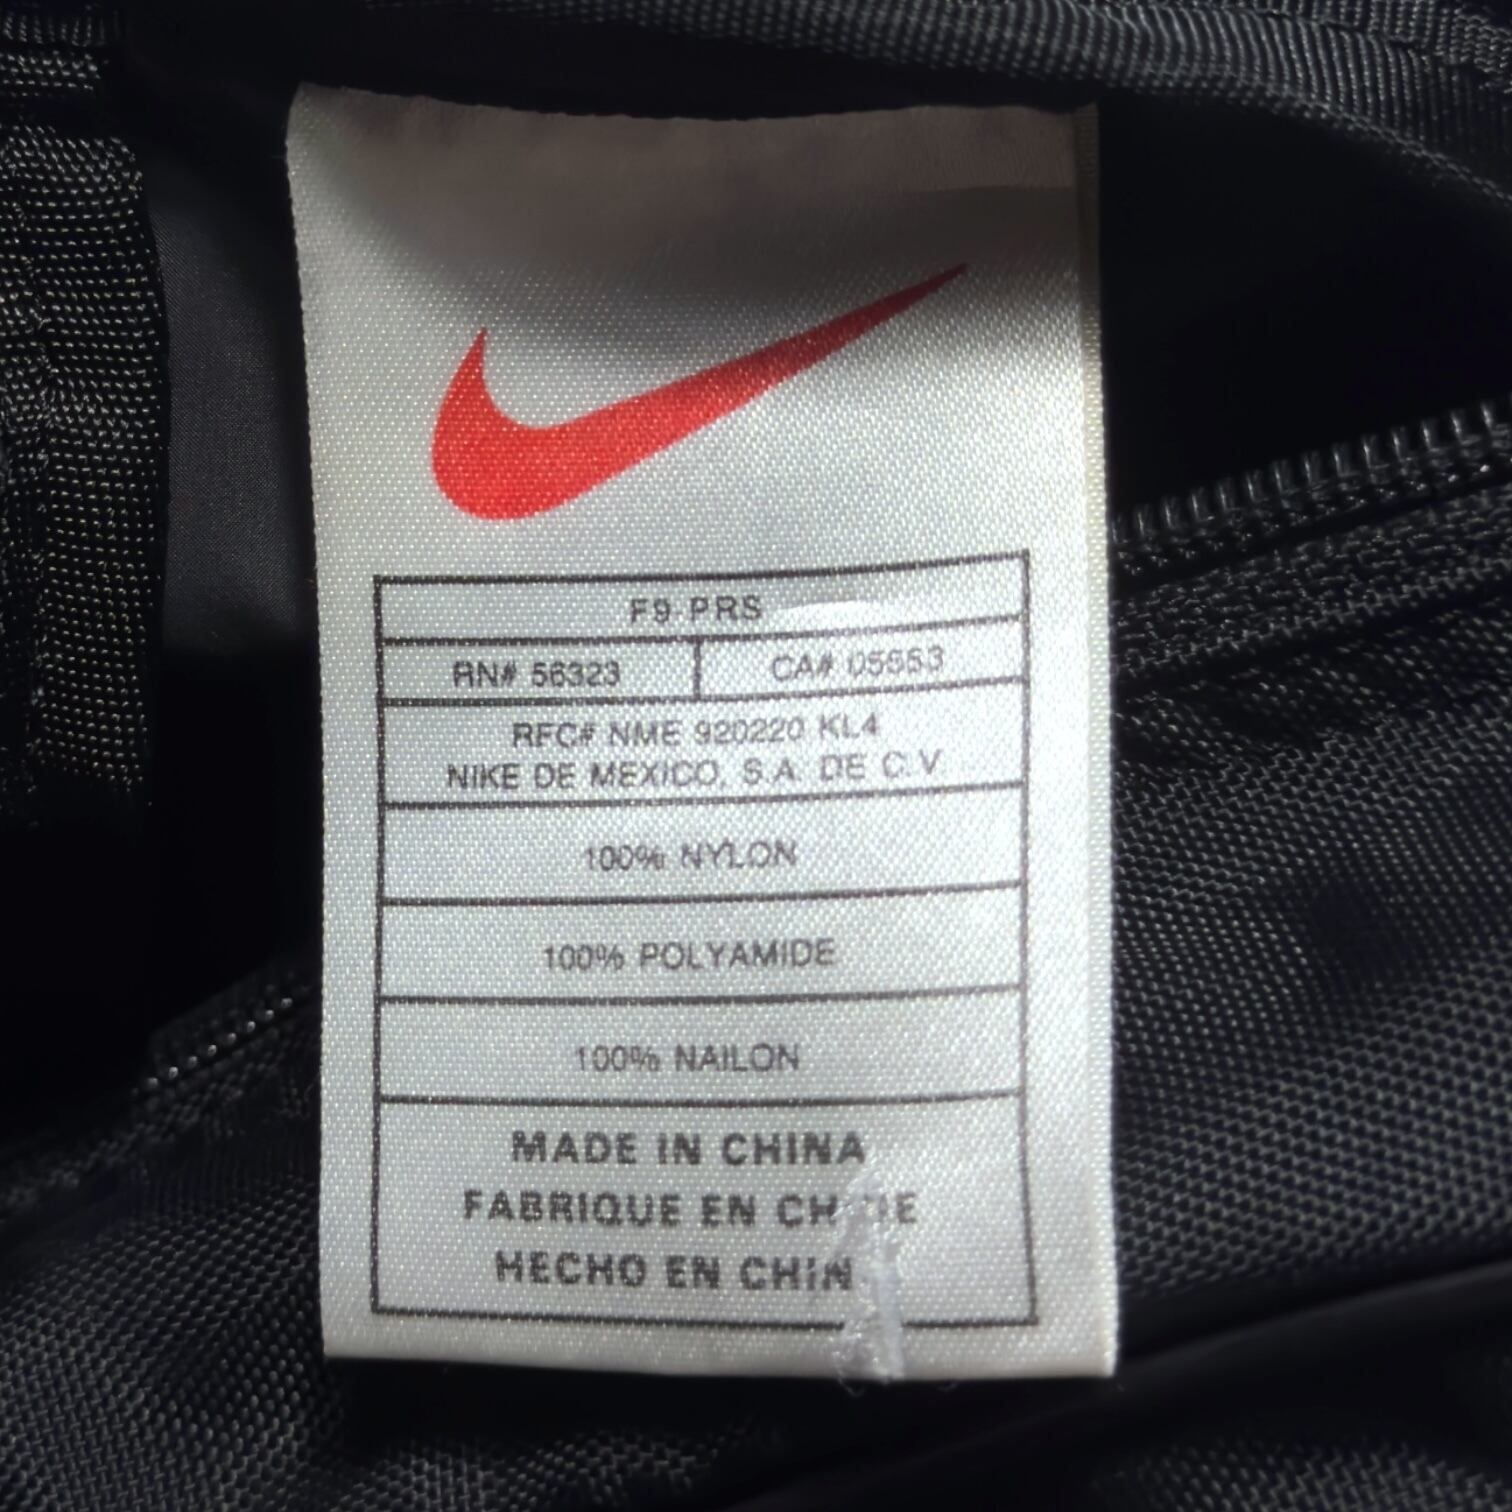 F9-PRS
RN# 56323
CA# 05553
RFC# NME 920220 KL4
NIKE DE MEXICO, S.A. DE C.V.
100% NYLON
100% POLYAMIDE
100% NAILON
MADE IN CHINA
FABRIQUE EN
HECHO EN CHIN